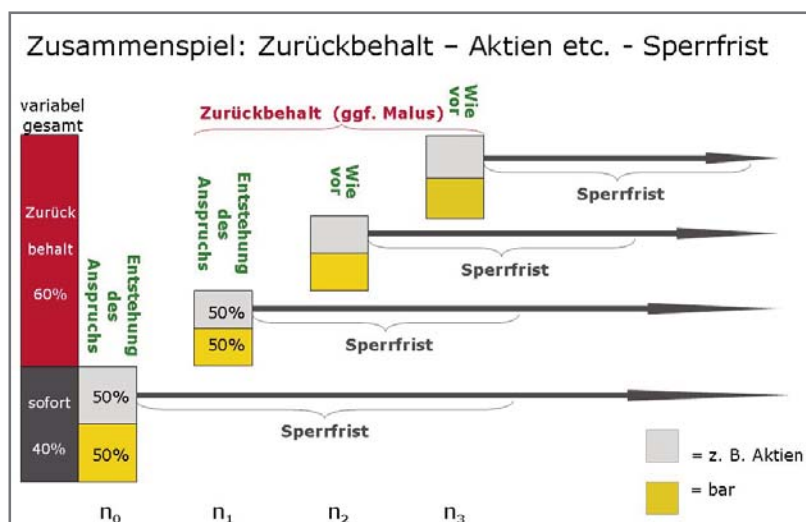 Zusammenspiel: Zurückbehalt – Aktien etc. - Sperrfrist
variabel
gesamt
Zurückbehalt (ggf. Malus)
Wie
vor
Sperrfrist
Wie
vor
Sperrfrist
Entstehung
des
Anspruchs
50%
50%
Sperrfrist
Zurück
behalt
60%
Entstehung
des
Anspruchs
sofort
40%
50%
50%
Sperrfrist
= z. B. Aktien
= bar
n₀
n₁
n₂
n₃